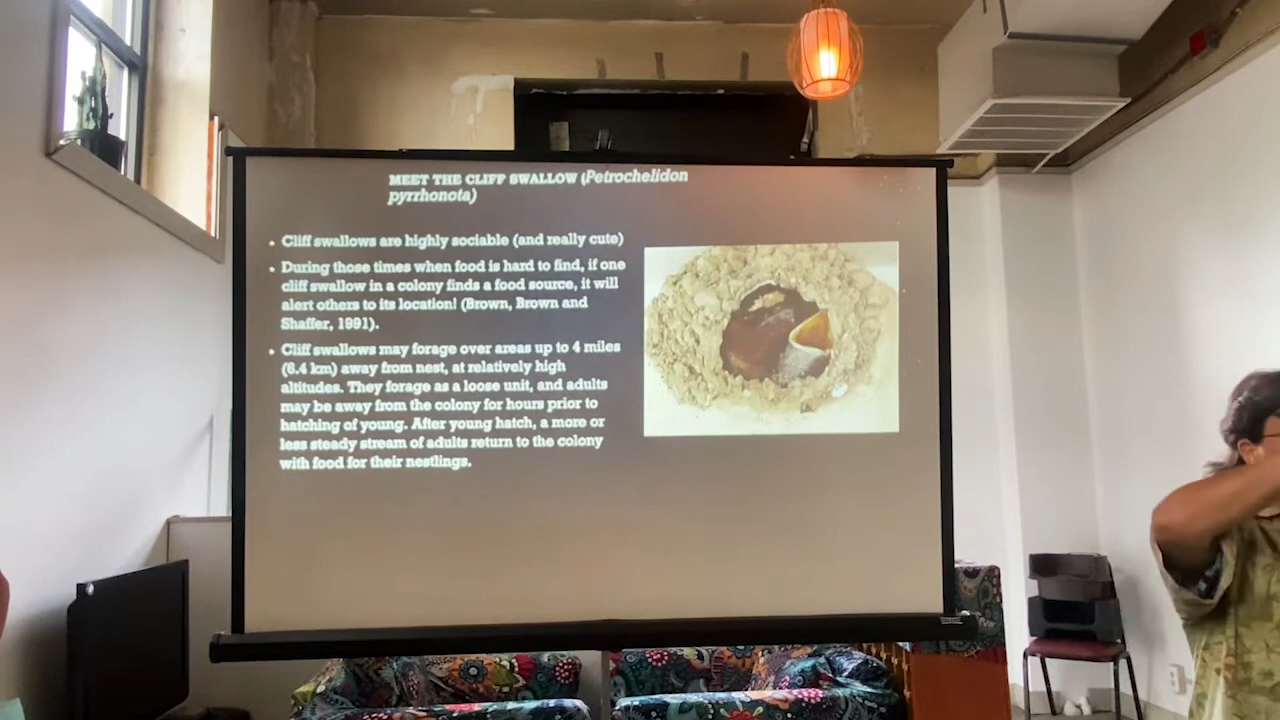 MEET THE CLIFF SWALLOW (Petrochelidon
pyrrhonota)
• Cliff swallows are highly sociable (and really cute)
• During those times when food is hard to find, if one
cliff swallow in a colony finds a food source, it will
alert others to its location! (Brown, Brown and
Shaffer, 1991).
• Cliff swallows may forage over areas up to 4 miles
(6.4 km) away from nest, at relatively high
altitudes. They forage as a loose unit, and adults
may be away from the colony for hours prior to
hatching of young. After young hatch, a more or
less steady stream of adults return to the colony
with food for their nestlings.